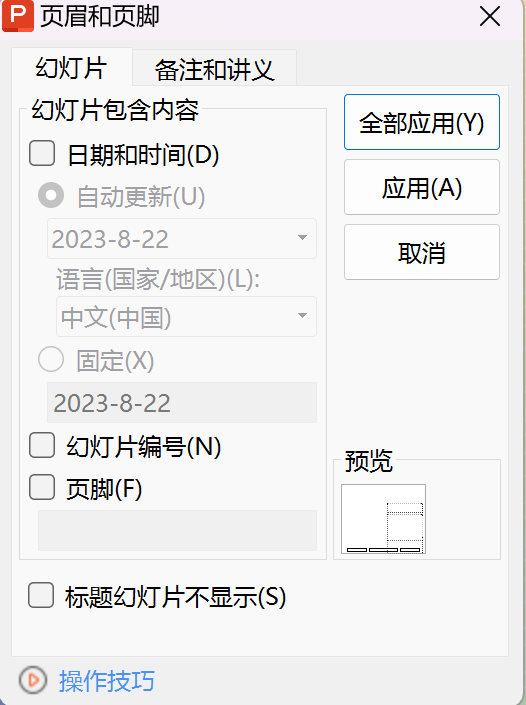 页眉和页脚
幻灯片
备注和讲义
幻灯片包含内容
日期和时间(D)
自动更新(U)
2023-8-22
语言(国家/地区)(L):
中文(中国)
固定(X)
2023-8-22
幻灯片编号(N)
页脚(F)
标题幻灯片不显示(S)
全部应用(Y)
应用(A)
取消
预览
操作技巧